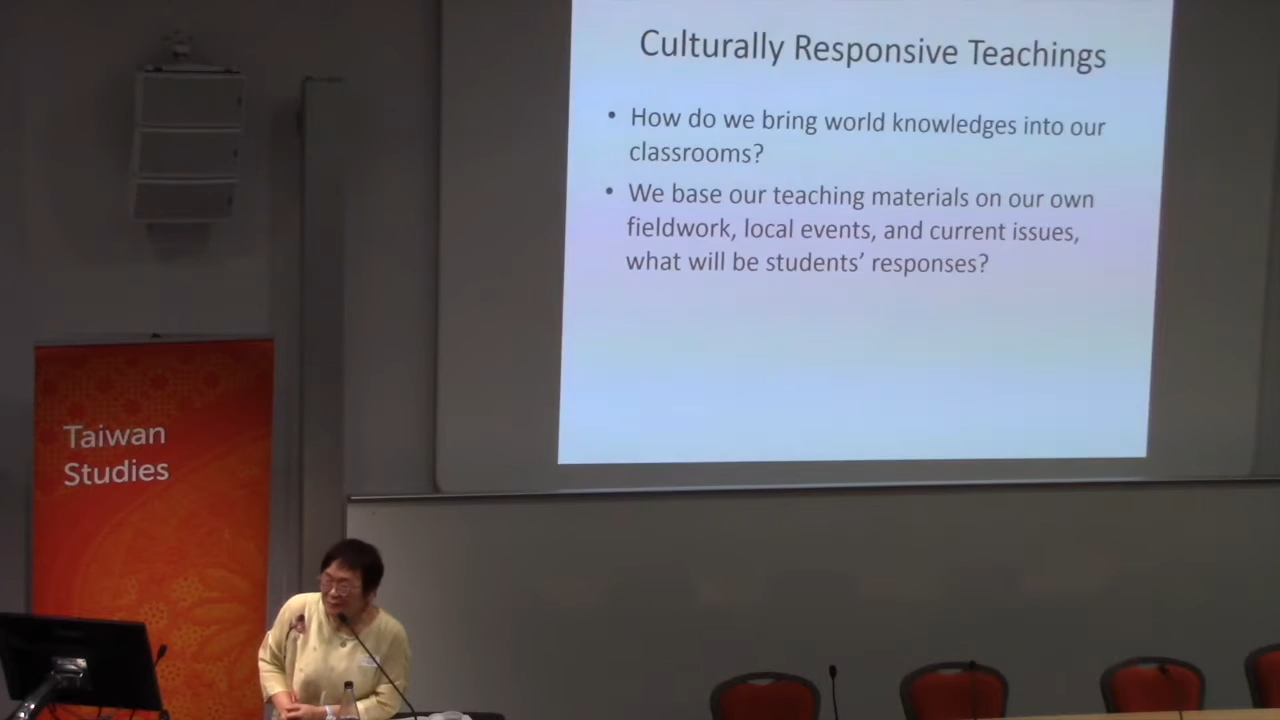 Culturally Responsive Teachings
• How do we bring world knowledges into our
classrooms?
• We base our teaching materials on our own
fieldwork, local events, and current issues,
what will be students’ responses?
Taiwan
Studies